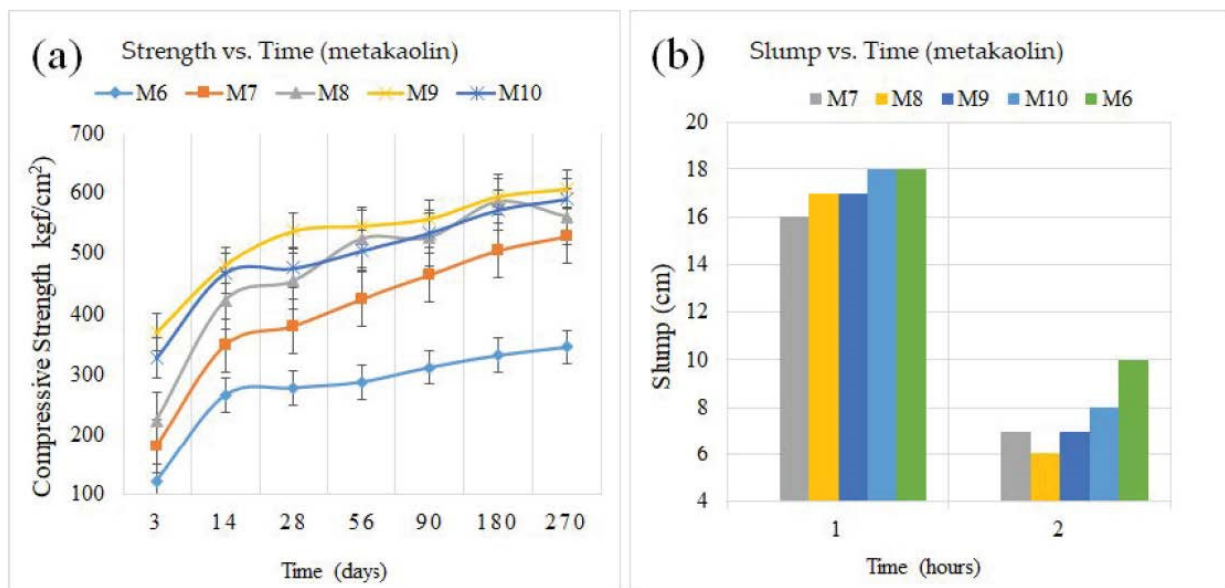 (a) Strength vs. Time (metakaolin)
M6 M7 M8 M9 M10
Compressive Strength kgf/cm²
700
600
500
400
300
200
100
3 14 28 56 90 180 270
Time (days)
(b) Slump vs. Time (metakaolin)
M7 M8 M9 M10 M6
Slump (cm)
20
18
16
14
12
10
8
6
4
1 2
Time (hours)